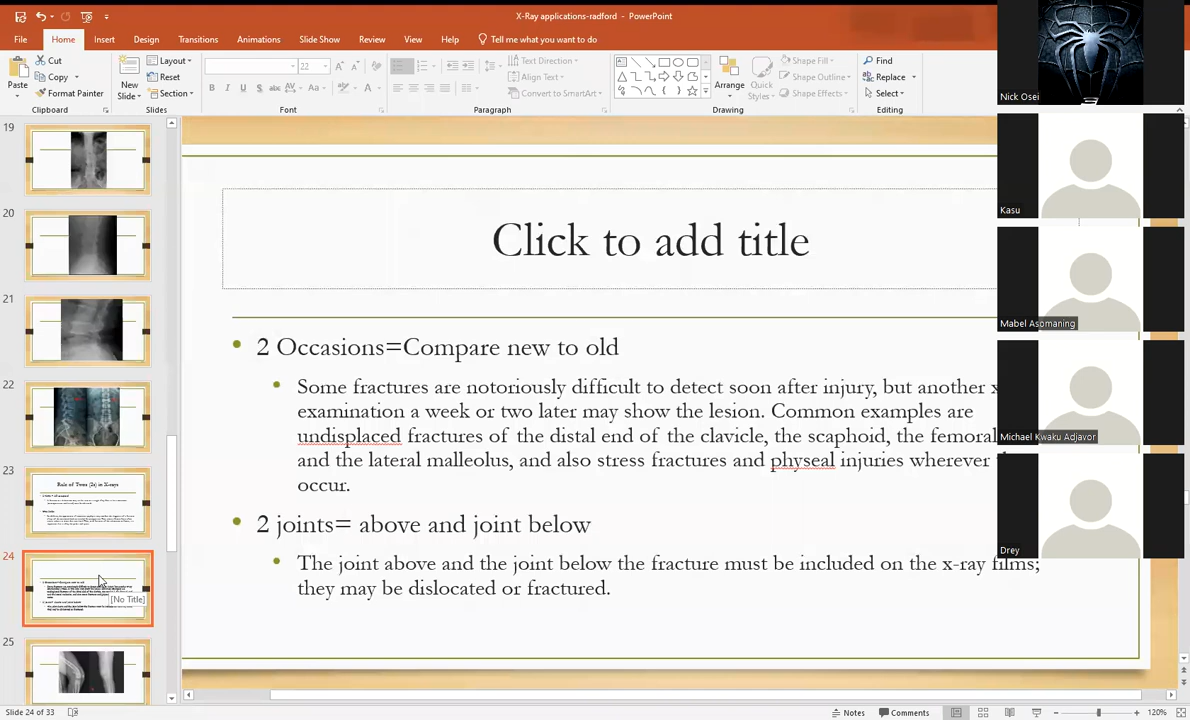 X-Ray applications-radford - PowerPoint
File Home Insert Design Transitions Animations Slide Show Review View Help Tell me what you want to do
Paste
Cut
Copy
Format Painter
Clipboard
New
Slide
Layout
Reset
Section
Slides
22
B I U S abc AV Aa A
Font
Text Direction
Align Text
Convert to SmartArt
Paragraph
Arrange
Quick
Styles
Shape Fill
Shape Outline
Shape Effects
Drawing
Find
Replace
Select
Editing
Nick Osei
Kasu
Mabel Asomaning
Michael Kwaku Adjavor
Drey
19
20
21
22
23
Rule of Twos (2s) in X-rays
24
[No Title]
25
Click to add title
2 Occasions=Compare new to old
Some fractures are notoriously difficult to detect soon after injury, but another x
examination a week or two later may show the lesion. Common examples are
undisplaced fractures of the distal end of the clavicle, the scaphoid, the femoral
and the lateral malleolus, and also stress fractures and physeal injuries wherever
occur.
2 joints= above and joint below
The joint above and the joint below the fracture must be included on the x-ray films;
they may be dislocated or fractured.
Slide 24 of 33
Notes
Comments
120%